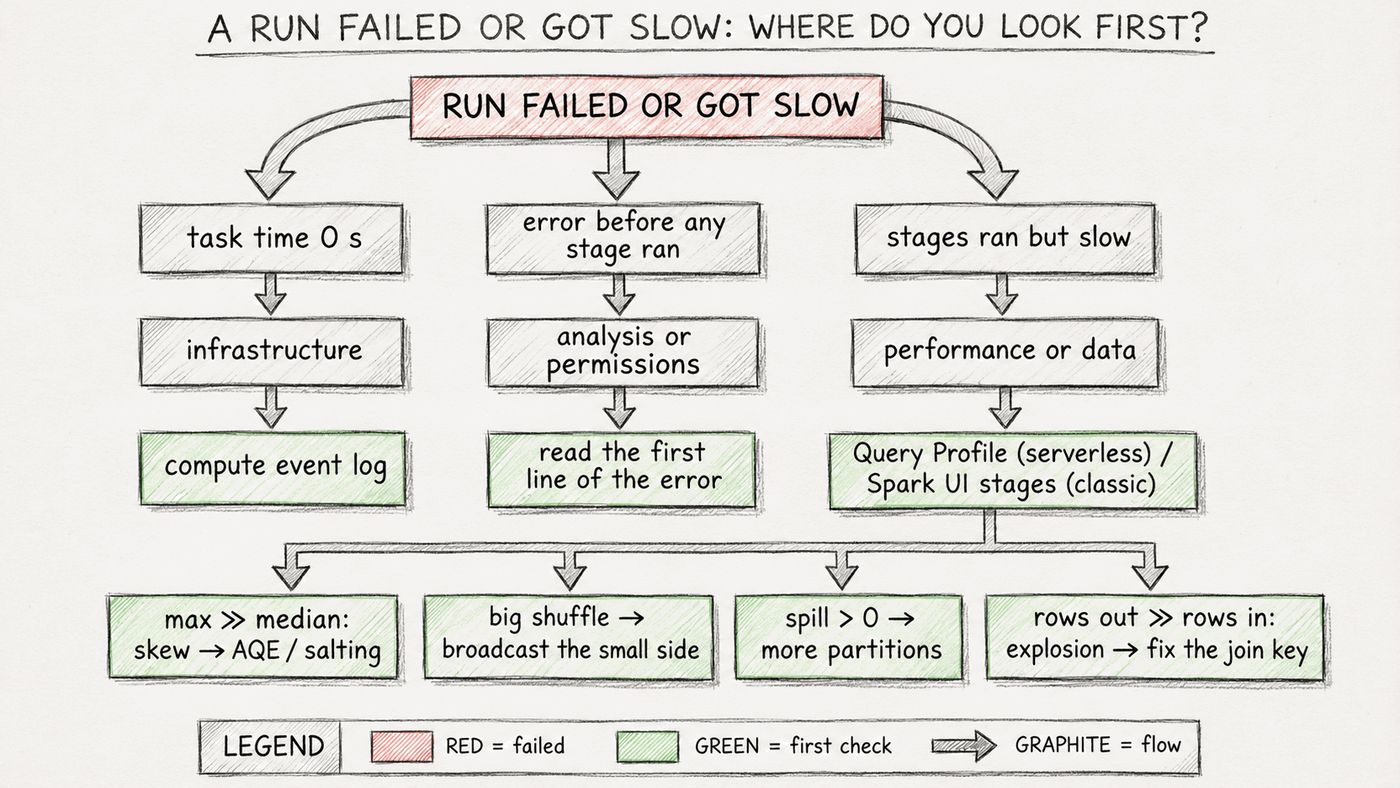 A RUN FAILED OR GOT SLOW: WHERE DO YOU LOOK FIRST?
RUN FAILED OR GOT SLOW
task time 0 s
error before any
stage ran
stages ran but slow
infrastructure
analysis or
permissions
performance or data
compute event log
read the first
line of the error
Query Profile (serverless) /
Spark UI stages (classic)
max ≫ median:
skew → AQE / salting
big shuffle →
broadcast the small side
spill > 0 →
more partitions
rows out ≫ rows in:
explosion → fix the join key
LEGEND
RED = failed
GREEN = first check
GRAPHITE = flow